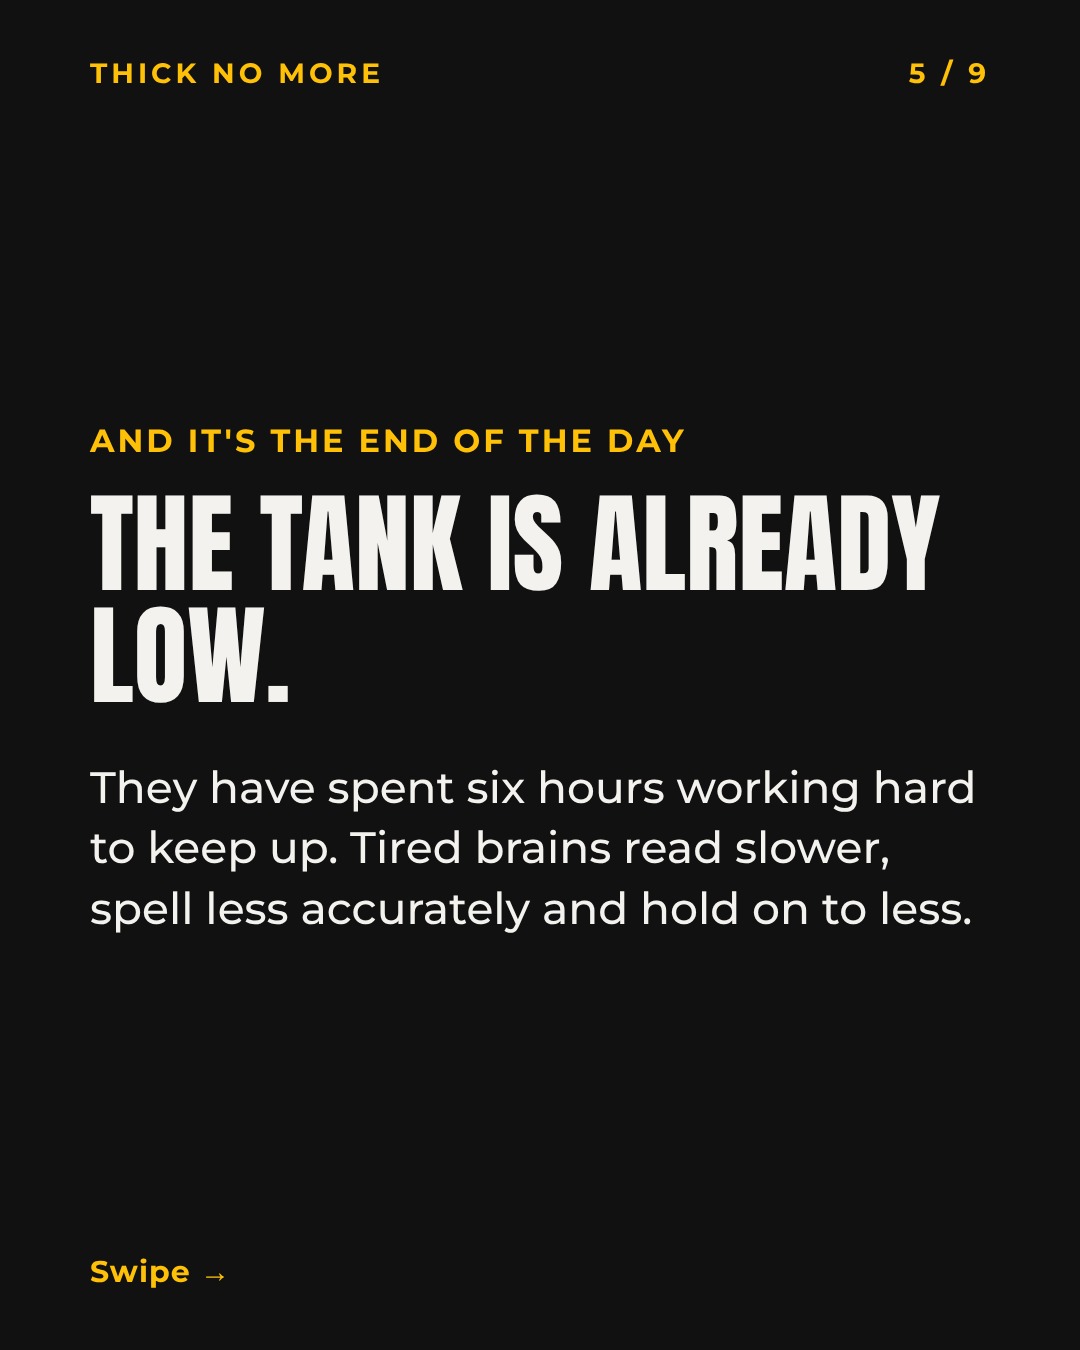 THICK NO MORE
5 / 9
AND IT'S THE END OF THE DAY
THE TANK IS ALREADY
LOW.
They have spent six hours working hard
to keep up. Tired brains read slower,
spell less accurately and hold on to less.
Swipe →